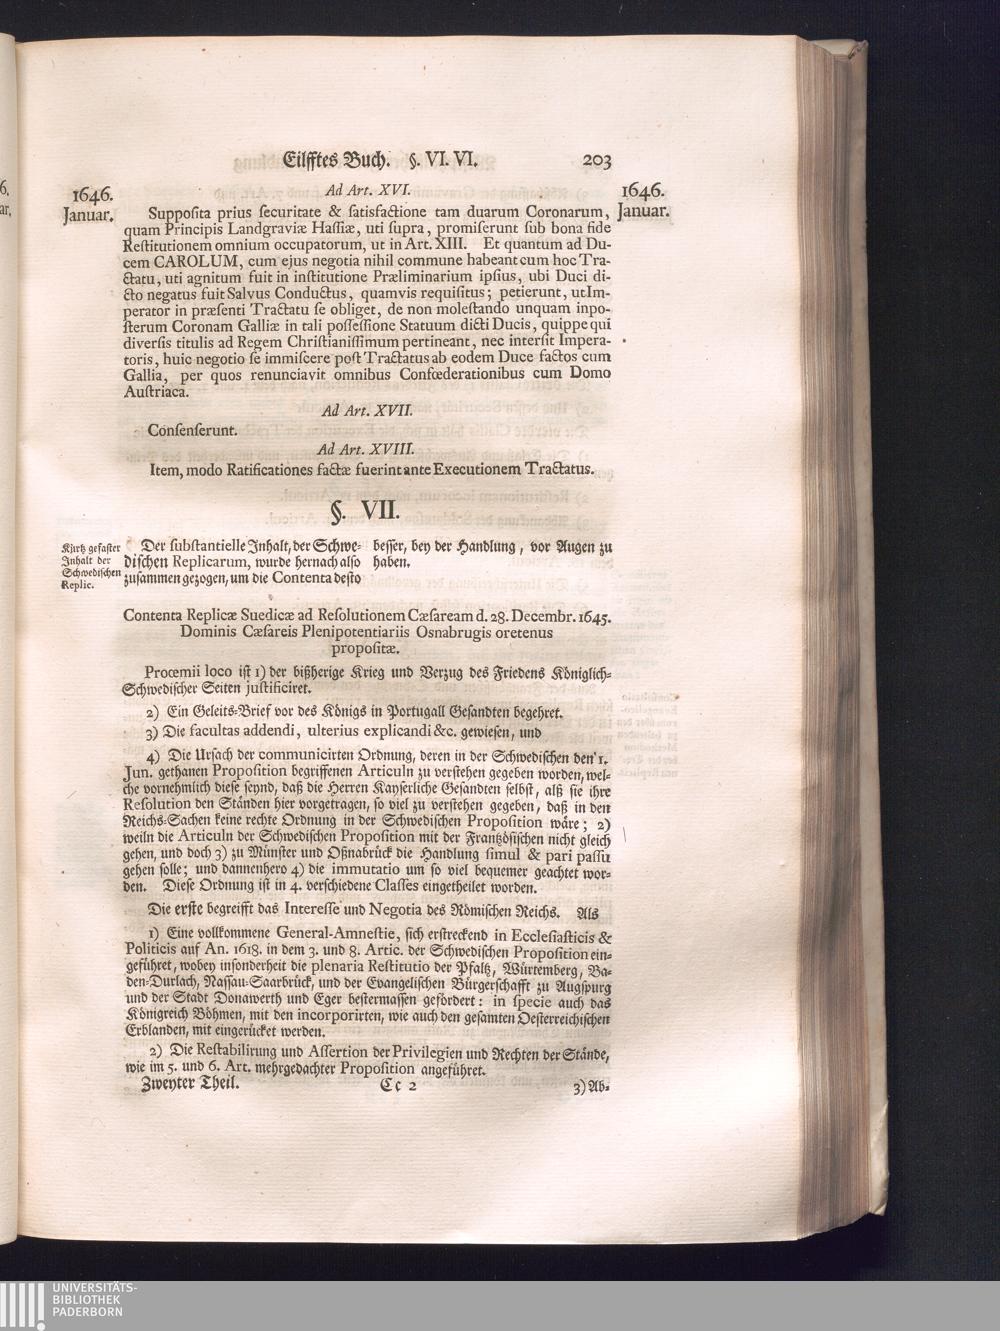 Eilfftes Buch. §. VI. VI. 203
1646.
Januar.
1646.
Januar.
6.
ar.
Ad Art. XVI.
Supposita prius securitate & satisfactione tam duarum Coronarum,
quam Principis Landgraviæ Hassiæ, uti supra, promiserunt sub bona fide
Restitutionem omnium occupatorum, ut in Art. XIII. Et quantum ad Du-
cem CAROLUM, cum ejus negotia nihil commune habeant cum hoc Tra-
ctatu, uti agnitum fuit in institutione Præliminarium ipsius, ubi Duci di-
cto negatus fuit Salvus Conductus, quamvis requisitus; petierunt, ut Im-
perator in præsenti Tractatu se obliget, de non molestando unquam inpo-
sterum Coronam Galliæ in tali possessione Statuum dicti Ducis, quippe qui
diversis titulis ad Regem Christianissimum pertineant, nec intersit Impera-
toris, huic negotio se immiscere post Tractatus ab eodem Duce factos cum
Gallia, per quos renunciavit omnibus Confœderationibus cum Domo
Austriaca.
Ad Art. XVII.
Consenserunt.
Ad Art. XVIII.
Item, modo Ratificationes factæ fuerint ante Executionem Tractatus.
§. VII.
Kürtz gefaster
Inhalt der
Schwedischen
Replic.
Der substantielle Inhalt, der Schwe-
dischen Replicarum, wurde hernach also
zusammen gezogen, um die Contenta desto
besser, bey der Handlung, vor Augen zu
haben.
Contenta Replicæ Suedicæ ad Resolutionem Cæsaream d. 28. Decembr. 1645.
Dominis Cæsareis Plenipotentiariis Osnabrugis oretenus
propositæ.
Prœmii loco ist 1) der bißherige Krieg und Verzug des Friedens Königlich-
Schwedischer Seiten justificiret.
2) Ein Geleits-Brief vor des Königs in Portugall Gesandten begehret.
3) Die facultas addendi, ulterius explicandi &c. gewiesen, und
4) Die Ursach der communicirten Ordnung, deren in der Schwedischen den 1.
Jun. gethanen Proposition begriffenen Articuln zu verstehen gegeben worden, wel-
che vornehmlich diese seynd, daß die Herren Kayserliche Gesandten selbst, alß sie ihre
Resolution den Ständen hier vorgetragen, so viel zu verstehen gegeben, daß in den
Reichs-Sachen keine rechte Ordnung in der Schwedischen Proposition wäre; 2)
weiln die Articuln der Schwedischen Proposition mit der Frantzösischen nicht gleich
gehen, und doch 3) zu Münster und Oßnabrück die Handlung simul & pari passu
gehen solle; und dannenhero 4) die immutatio um so viel bequemer geachtet wor-
den. Diese Ordnung ist in 4. verschiedene Classes eingetheilet worden.
Die erste begreifft das Interesse und Negotia des Römischen Reichs. Als
1) Eine vollkommene General-Amnestie, sich erstreckend in Ecclesiasticis &
Politicis auf An. 1618. in dem 3. und 8. Artic. der Schwedischen Proposition ein-
geführet, wobey insonderheit die plenaria Restitutio der Pfaltz, Würtemberg, Ba-
den-Durlach, Nassau-Saarbrück, und der Evangelischen Bürgerschafft zu Augspurg
und der Stadt Donawerth und Eger bestermassen gefördert: in specie auch das
Königreich Böhmen, mit den incorporirten, wie auch den gesamten Oesterreichischen
Erblanden, mit eingerücket werden.
2) Die Restabilirung und Assertion der Privilegien und Rechten der Stände,
wie im 5. und 6. Art. mehrgedachter Proposition angeführet.
Zweyter Theil. Cc 2 3) Ab-
UNIVERSITÄTS-
BIBLIOTHEK
PADERBORN